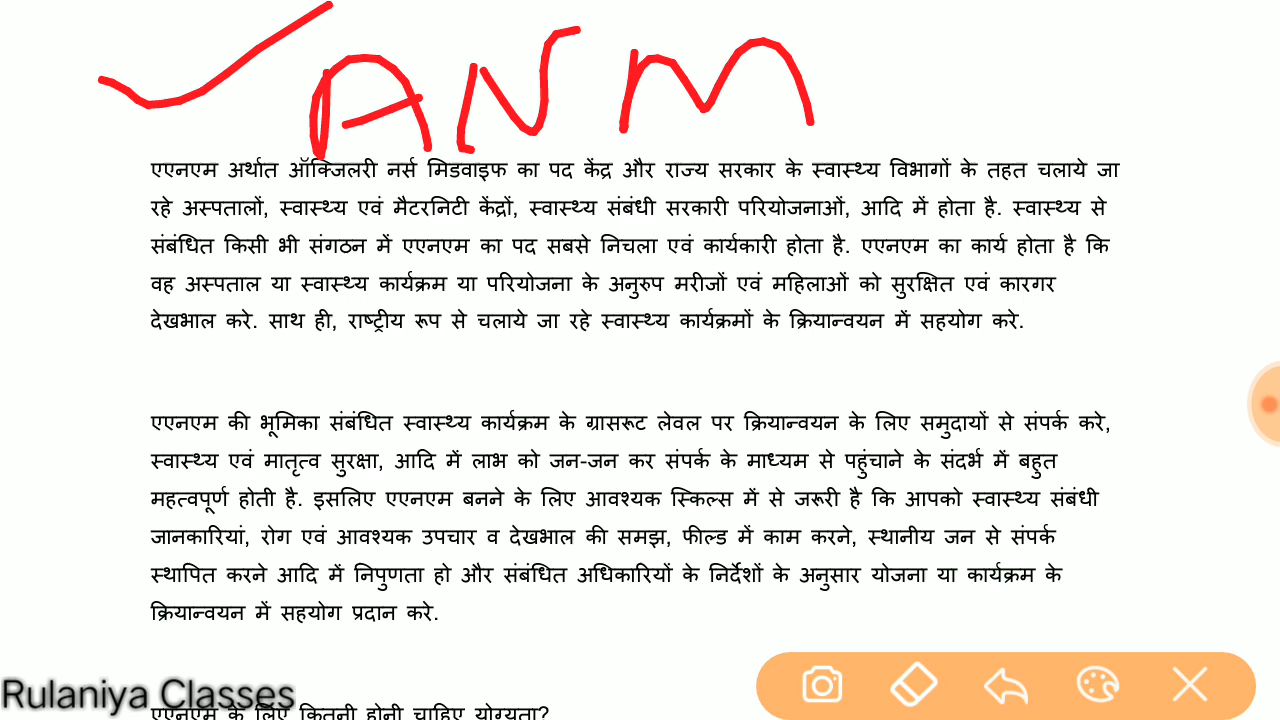 ANM
एएनएम अर्थात ऑक्जिलरी नर्स मिडवाइफ का पद केंद्र और राज्य सरकार के स्वास्थ्य विभागों के तहत चलाये जा
रहे अस्पतालों, स्वास्थ्य एवं मैटरनिटी केंद्रों, स्वास्थ्य संबंधी सरकारी परियोजनाओं, आदि में होता है. स्वास्थ्य से
संबंधित किसी भी संगठन में एएनएम का पद सबसे निचला एवं कार्यकारी होता है. एएनएम का कार्य होता है कि
वह अस्पताल या स्वास्थ्य कार्यक्रम या परियोजना के अनुरुप मरीजों एवं महिलाओं को सुरक्षित एवं कारगर
देखभाल करे. साथ ही, राष्ट्रीय रूप से चलाये जा रहे स्वास्थ्य कार्यक्रमों के क्रियान्वयन में सहयोग करे.
एएनएम की भूमिका संबंधित स्वास्थ्य कार्यक्रम के ग्रासरूट लेवल पर क्रियान्वयन के लिए समुदायों से संपर्क करे,
स्वास्थ्य एवं मातृत्व सुरक्षा, आदि में लाभ को जन-जन कर संपर्क के माध्यम से पहुंचाने के संदर्भ में बहुत
महत्वपूर्ण होती है. इसलिए एएनएम बनने के लिए आवश्यक स्किल्स में से जरूरी है कि आपको स्वास्थ्य संबंधी
जानकारियां, रोग एवं आवश्यक उपचार व देखभाल की समझ, फील्ड में काम करने, स्थानीय जन से संपर्क
स्थापित करने आदि में निपुणता हो और संबंधित अधिकारियों के निर्देशों के अनुसार योजना या कार्यक्रम के
क्रियान्वयन में सहयोग प्रदान करे.
Rulaniya Classes
एएनएम के लिए कितनी होनी चाहिए योग्यता?